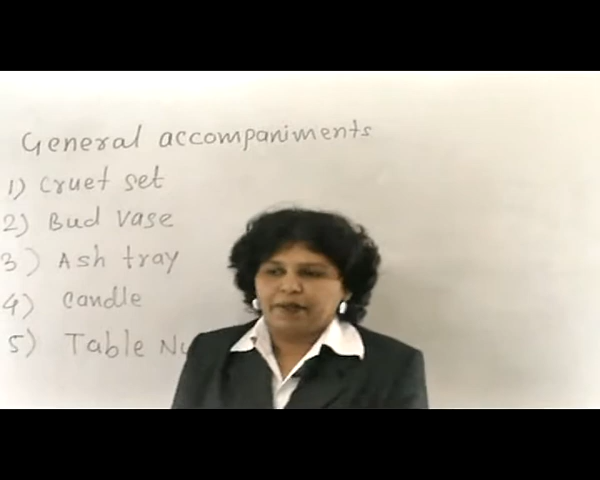 General accompaniments
1) Cruet set
2) Bud vase
3) Ash tray
4) Candle
5) Table